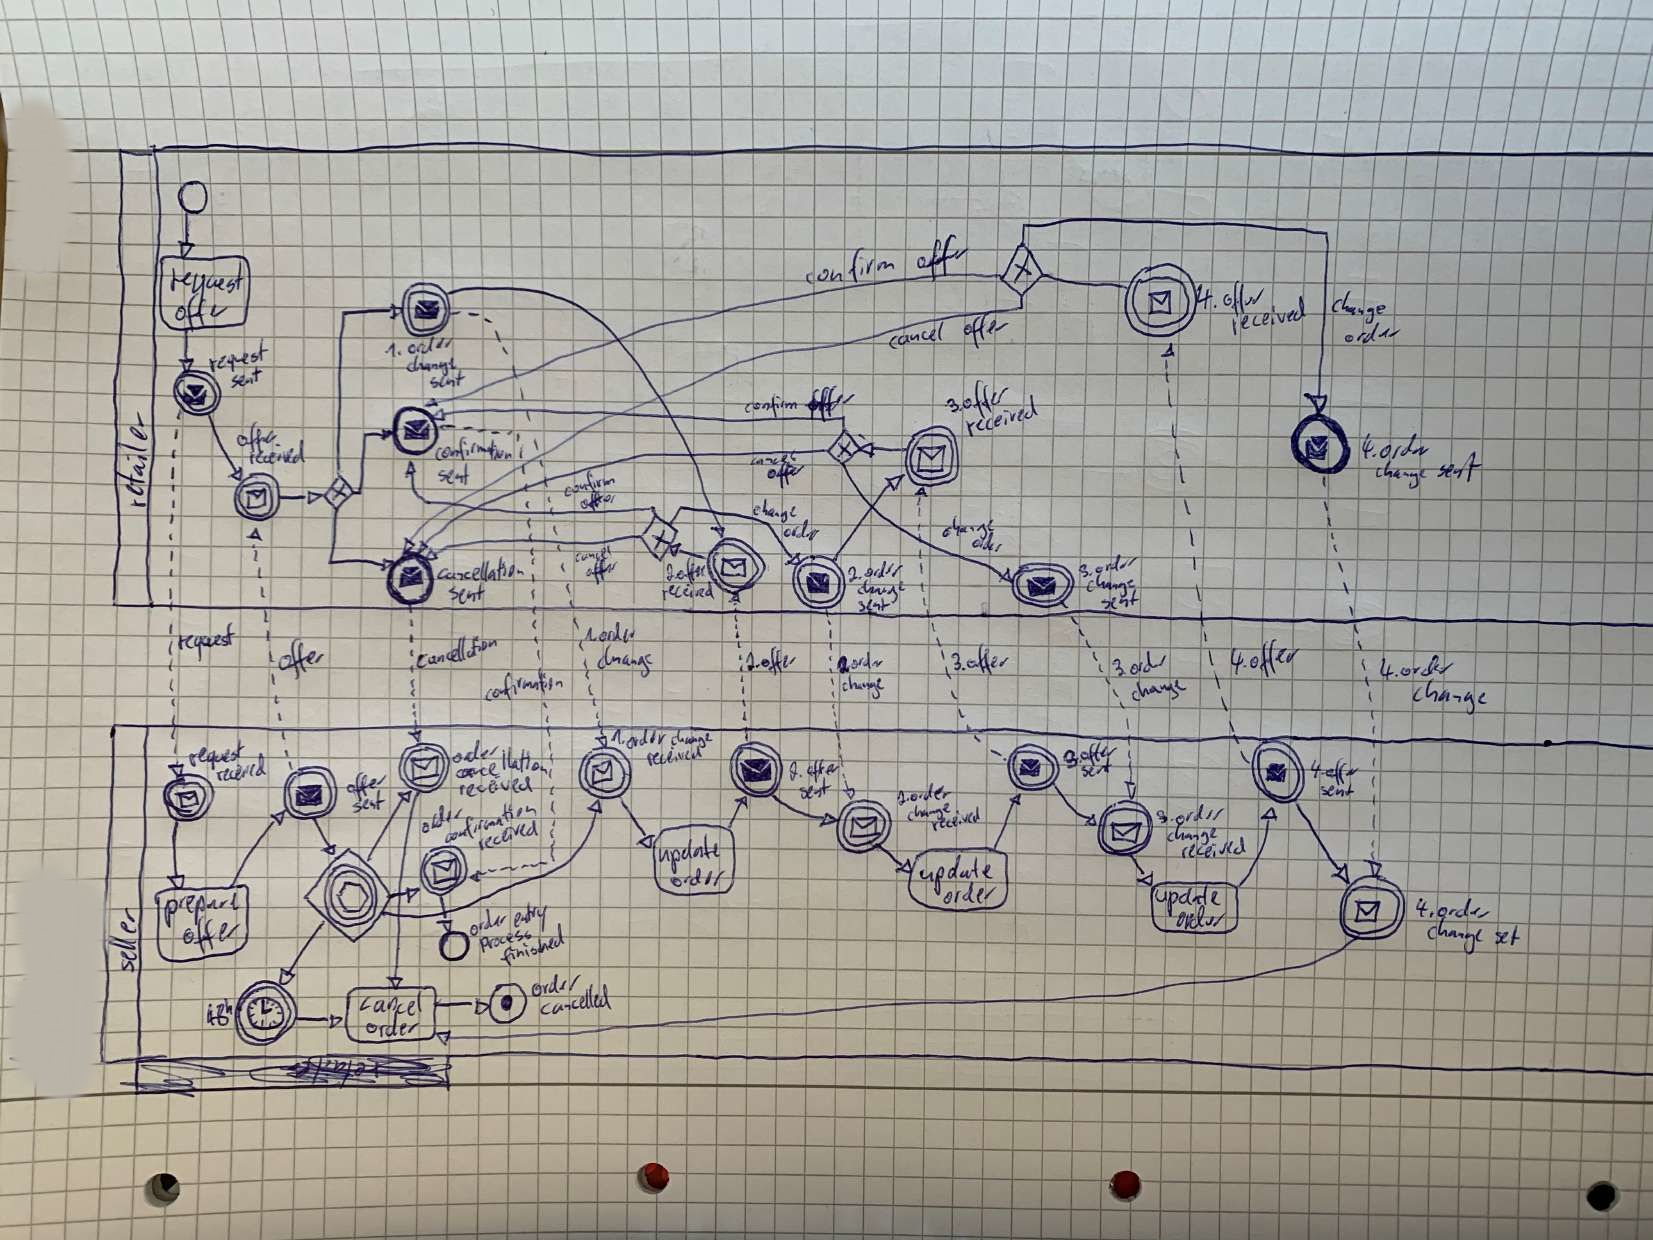 retailer
request
offer
request
sent
offer
received
1. order
change
sent
confirmation
sent
cancellation
sent
confirm offer
cancel offer
4. offer
received
change
order
4. order
change sent
confirm offer
cancel
offer
3. offer
received
change
order
3. order
change
sent
confirm
offer
cancel
offer
change
order
2. offer
received
2. order
change
sent
request
offer
cancellation
confirmation
1. order
change
2. offer
2. order
change
3. offer
3. order
change
4. offer
4. order
change
seller
request
received
prepare
offer
offer
sent
order
cancellation
received
order
confirmation
received
order entry
process
finished
48h
cancel
order
order
cancelled
1. order change
received
update
order
2. offer
sent
2. order
change
received
update
order
3. offer
sent
3. order
change
received
update
order
4. offer
sent
4. order
change set